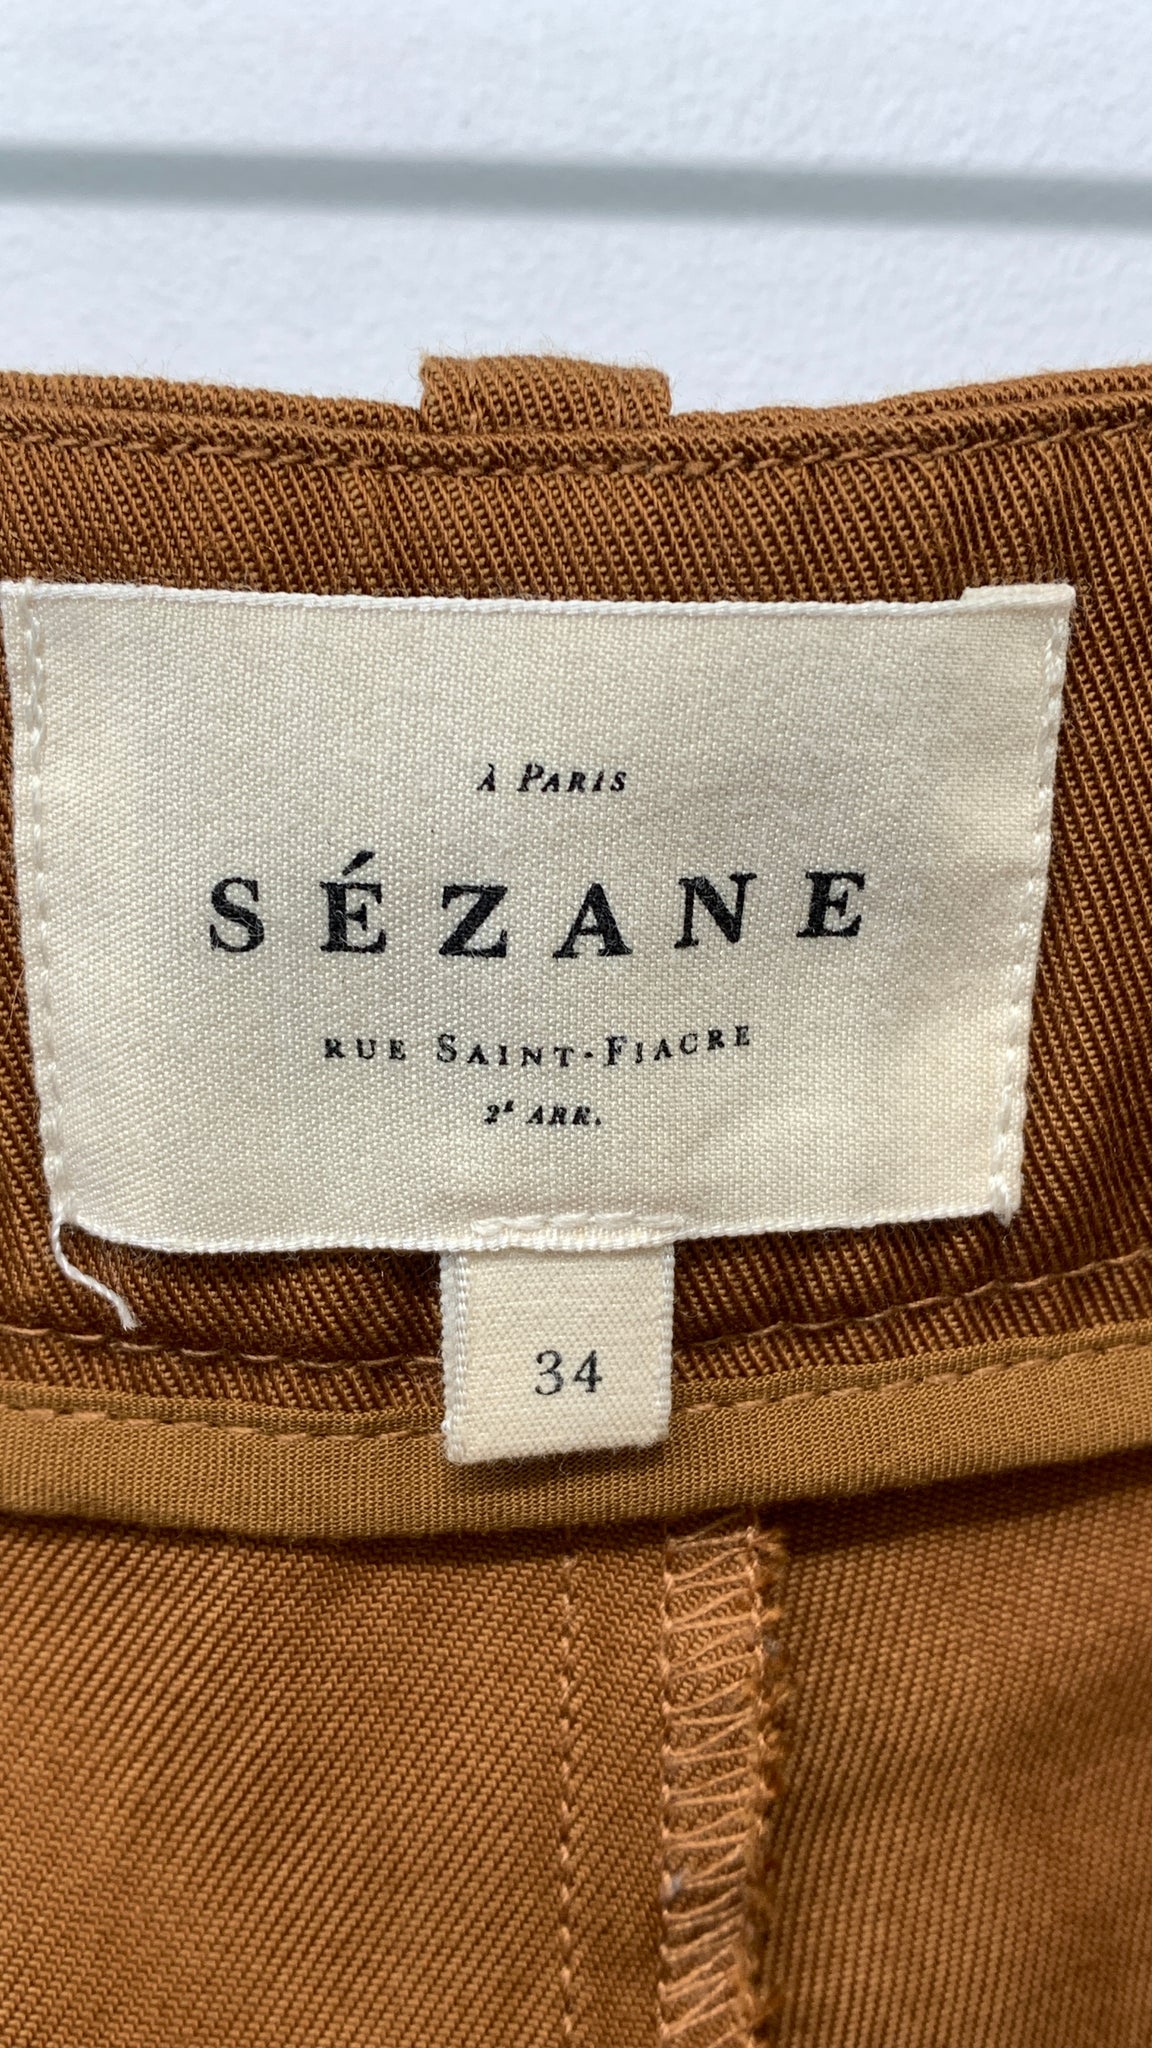 À PARIS
SÉZANE
RUE SAINT-FIACRE
2ᵉ ARR.
34